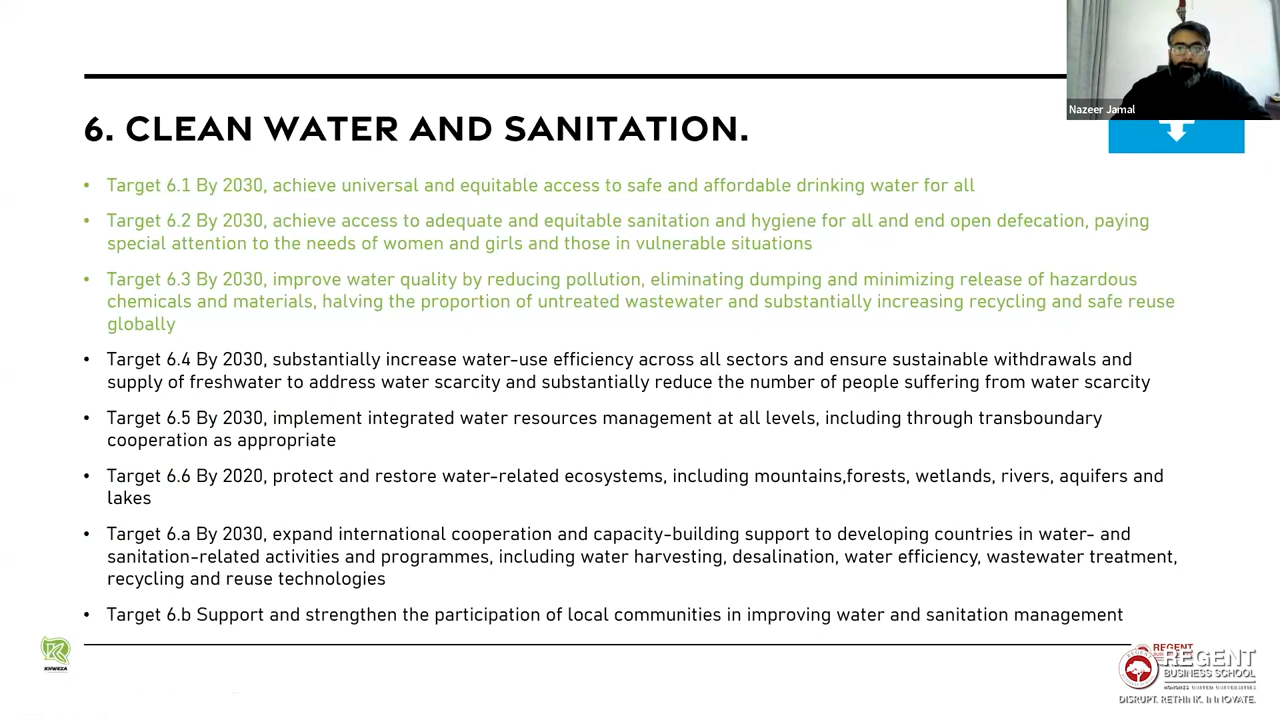 Nazeer Jamal
6. CLEAN WATER AND SANITATION.
• Target 6.1 By 2030, achieve universal and equitable access to safe and affordable drinking water for all
• Target 6.2 By 2030, achieve access to adequate and equitable sanitation and hygiene for all and end open defecation, paying
special attention to the needs of women and girls and those in vulnerable situations
• Target 6.3 By 2030, improve water quality by reducing pollution, eliminating dumping and minimizing release of hazardous
chemicals and materials, halving the proportion of untreated wastewater and substantially increasing recycling and safe reuse
globally
• Target 6.4 By 2030, substantially increase water-use efficiency across all sectors and ensure sustainable withdrawals and
supply of freshwater to address water scarcity and substantially reduce the number of people suffering from water scarcity
• Target 6.5 By 2030, implement integrated water resources management at all levels, including through transboundary
cooperation as appropriate
• Target 6.6 By 2020, protect and restore water-related ecosystems, including mountains,forests, wetlands, rivers, aquifers and
lakes
• Target 6.a By 2030, expand international cooperation and capacity-building support to developing countries in water- and
sanitation-related activities and programmes, including water harvesting, desalination, water efficiency, wastewater treatment,
recycling and reuse technologies
• Target 6.b Support and strengthen the participation of local communities in improving water and sanitation management
KHWEZA
REGENT
REGENT
BUSINESS SCHOOL
HONORIS UNITED UNIVERSITIES
DISRUPT. RETHINK. INNOVATE.